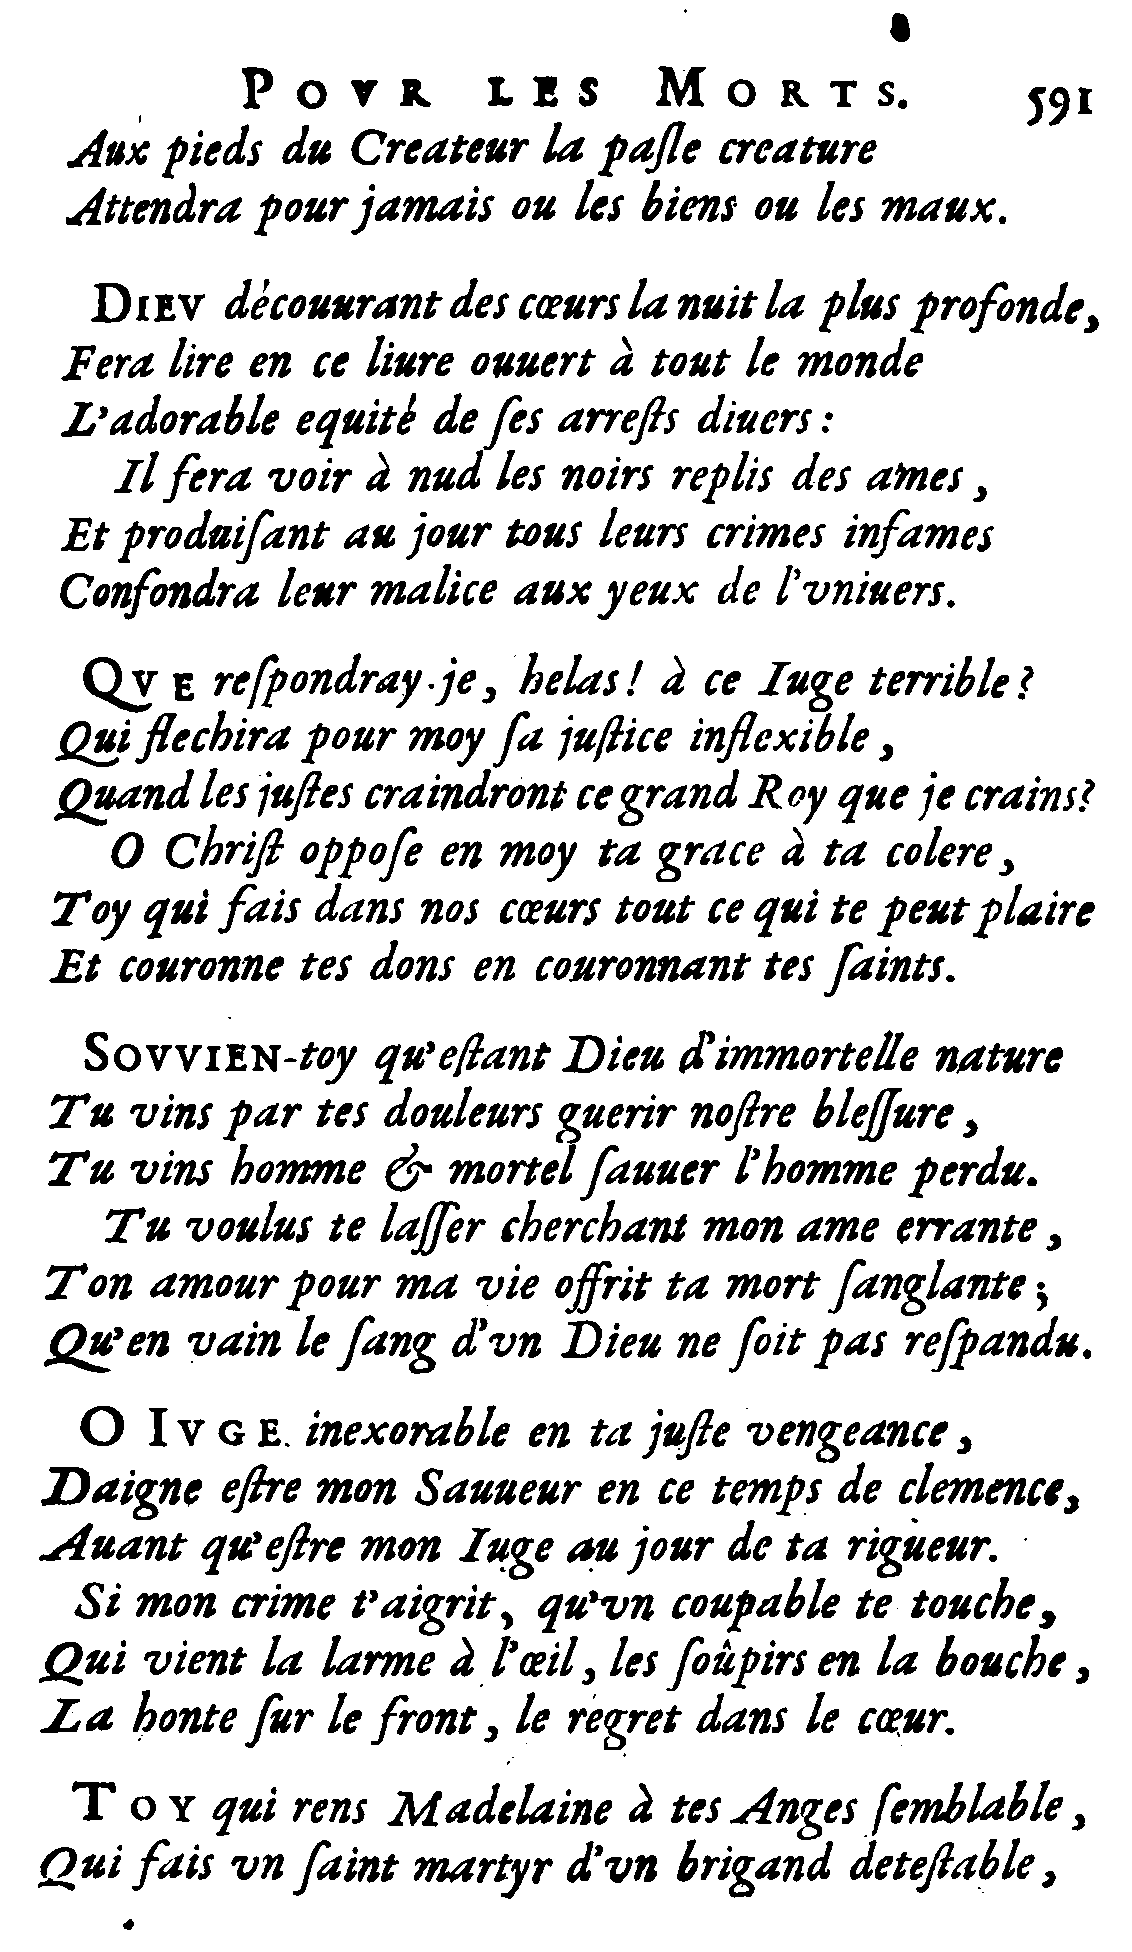 POVR LES MORTS. 591
Aux pieds du Createur la paſle creature
Attendra pour jamais ou les biens ou les maux.
DIEV découurant des cœurs la nuit la plus profonde,
Fera lire en ce liure ouuert à tout le monde
L'adorable equité de ſes arreſts diuers :
Il fera voir à nud les noirs replis des ames ,
Et produiſant au jour tous leurs crimes infames
Confondra leur malice aux yeux de l'vniuers.
QVE reſpondray-je, helas ! à ce Iuge terrible ?
Qui flechira pour moy ſa juſtice inflexible ,
Quand les juſtes craindront ce grand Roy que je crains ?
O Chriſt oppoſe en moy ta grace à ta colere ,
Toy qui fais dans nos cœurs tout ce qui te peut plaire
Et couronne tes dons en couronnant tes ſaints.
SOVVIEN-toy qu'eſtant Dieu d'immortelle nature
Tu vins par tes douleurs guerir noſtre bleſſure ,
Tu vins homme & mortel ſauuer l'homme perdu.
Tu voulus te laſſer cherchant mon ame errante ,
Ton amour pour ma vie offrit ta mort ſanglante ;
Qu'en vain le ſang d'vn Dieu ne ſoit pas reſpandu.
O IVGE inexorable en ta juſte vengeance ,
Daigne eſtre mon Sauueur en ce temps de clemence,
Auant qu'eſtre mon Iuge au jour de ta rigueur.
Si mon crime t'aigrit, qu'vn coupable te touche,
Qui vient la larme à l'œil , les ſoûpirs en la bouche ,
La honte ſur le front , le regret dans le cœur.
TOY qui rens Madelaine à tes Anges ſemblable ,
Qui fais vn ſaint martyr d'vn brigand deteſtable ,